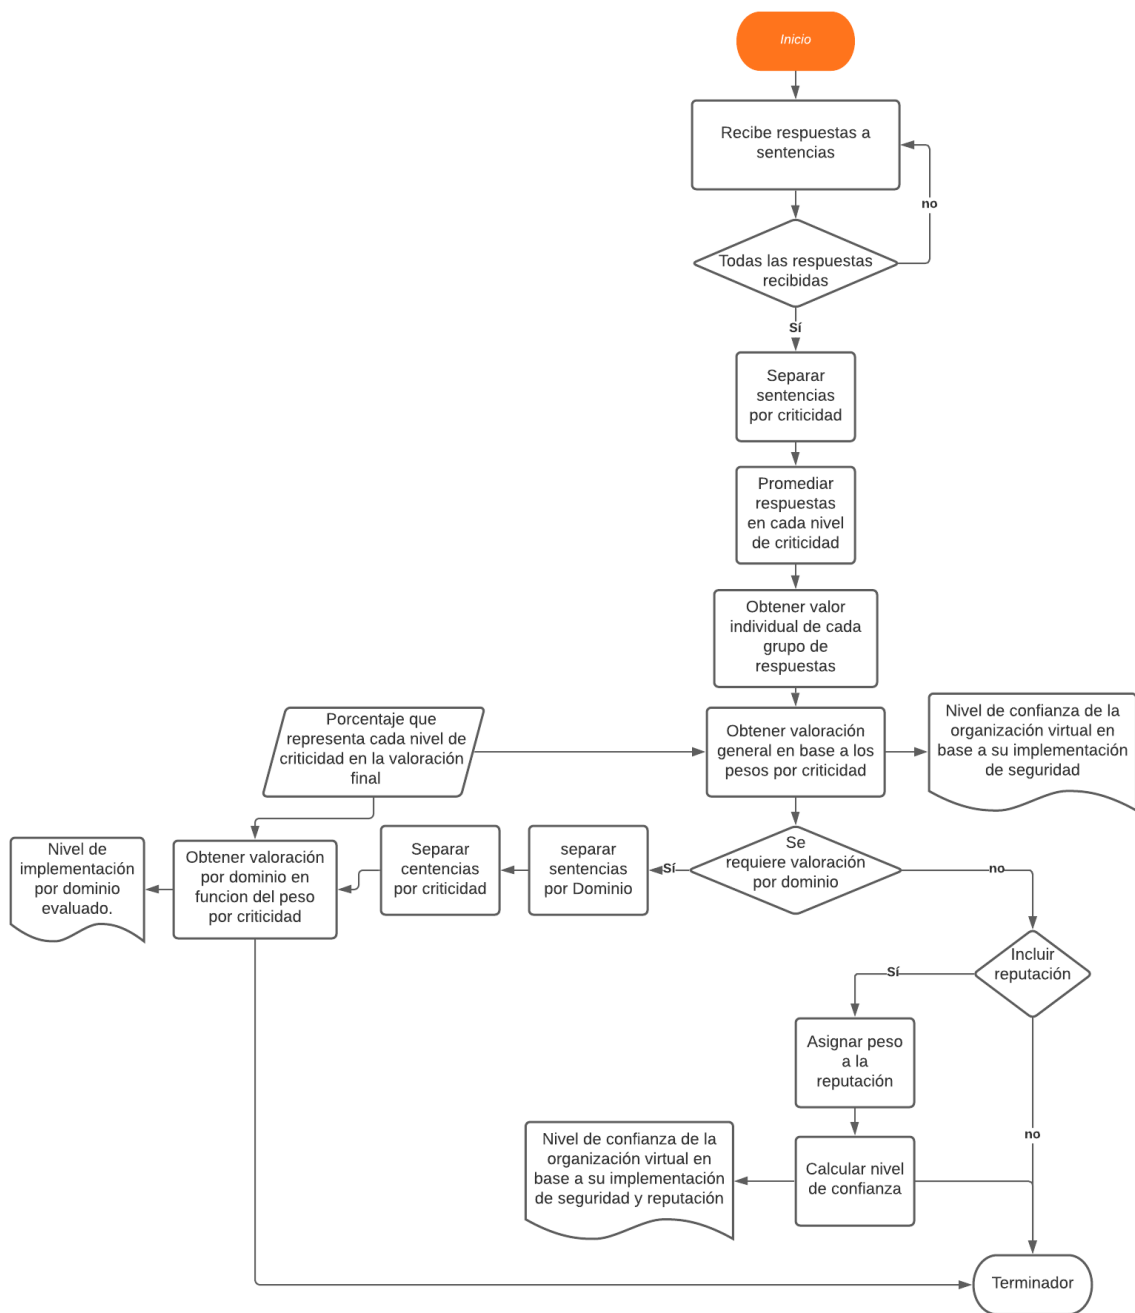 Inicio
Recibe respuestas a
sentencias
no
Todas las respuestas
recibidas
Sí
Separar
sentencias
por criticidad
Promediar
respuestas
en cada nivel
de criticidad
Obtener valor
individual de cada
grupo de
respuestas
Porcentaje que
representa cada nivel de
criticidad en la valoración
final
Obtener valoración
general en base a los
pesos por criticidad
Nivel de confianza de la
organización virtual en
base a su implementación
de seguridad
Nivel de
implementación
por dominio
evaluado.
Obtener valoración
por dominio en
funcion del peso
por criticidad
Separar
centencias
por criticidad
separar
sentencias
por Dominio
Sí
Se
requiere valoración
por dominio
no
Incluir
reputación
Sí
Asignar peso
a la
reputación
no
Nivel de confianza de la
organización virtual en
base a su implementación
de seguridad y reputación
Calcular nivel
de confianza
Terminador